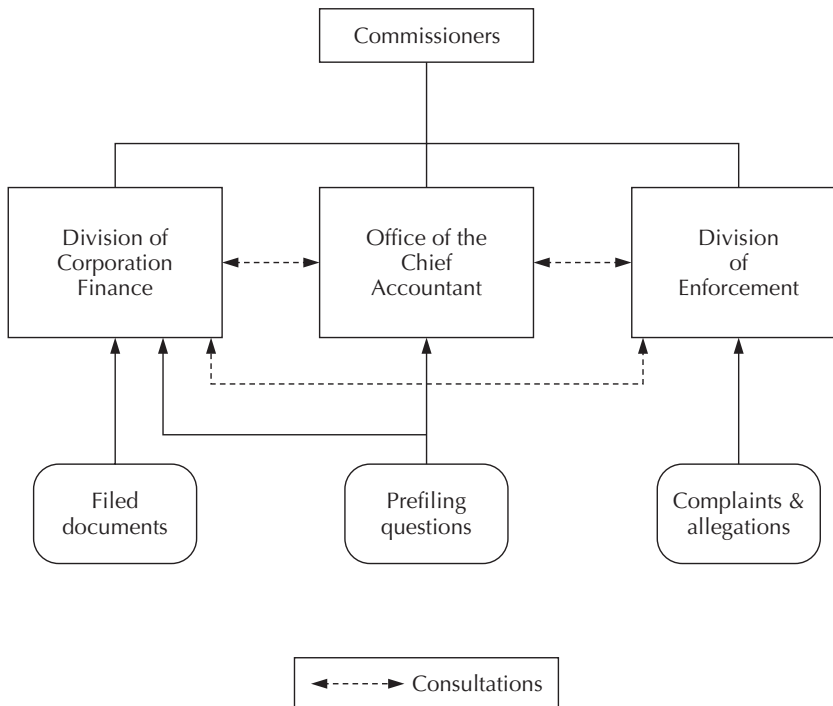 Commissioners
Division of
Corporation
Finance
Office of the
Chief
Accountant
Division
of
Enforcement
Filed
documents
Prefiling
questions
Complaints &
allegations
Consultations